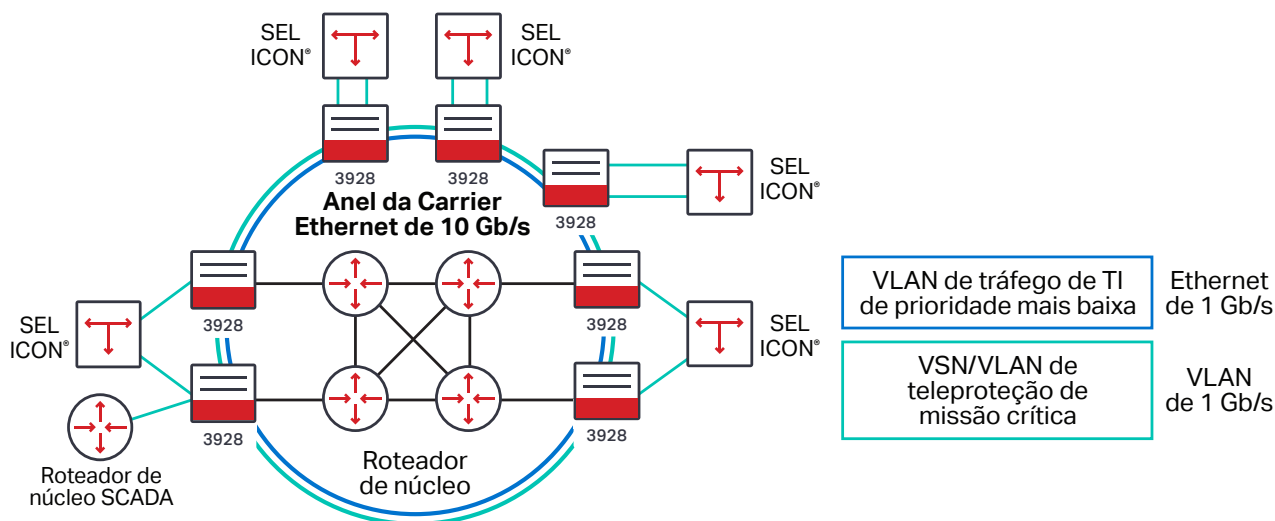 SEL
ICON®
SEL
ICON®
3928
3928
SEL
ICON®
3928
Anel da Carrier
Ethernet de 10 Gb/s
3928
3928
SEL
ICON®
SEL
ICON®
3928
3928
Roteador de
núcleo SCADA
Roteador
de núcleo
VLAN de tráfego de TI
de prioridade mais baixa
Ethernet
de 1 Gb/s
VSN/VLAN de
teleproteção de
missão crítica
VLAN
de 1 Gb/s